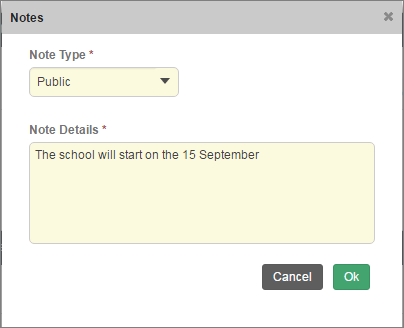 Notes
Note Type *
Public
Note Details *
The school will start on the 15 September
Cancel Ok